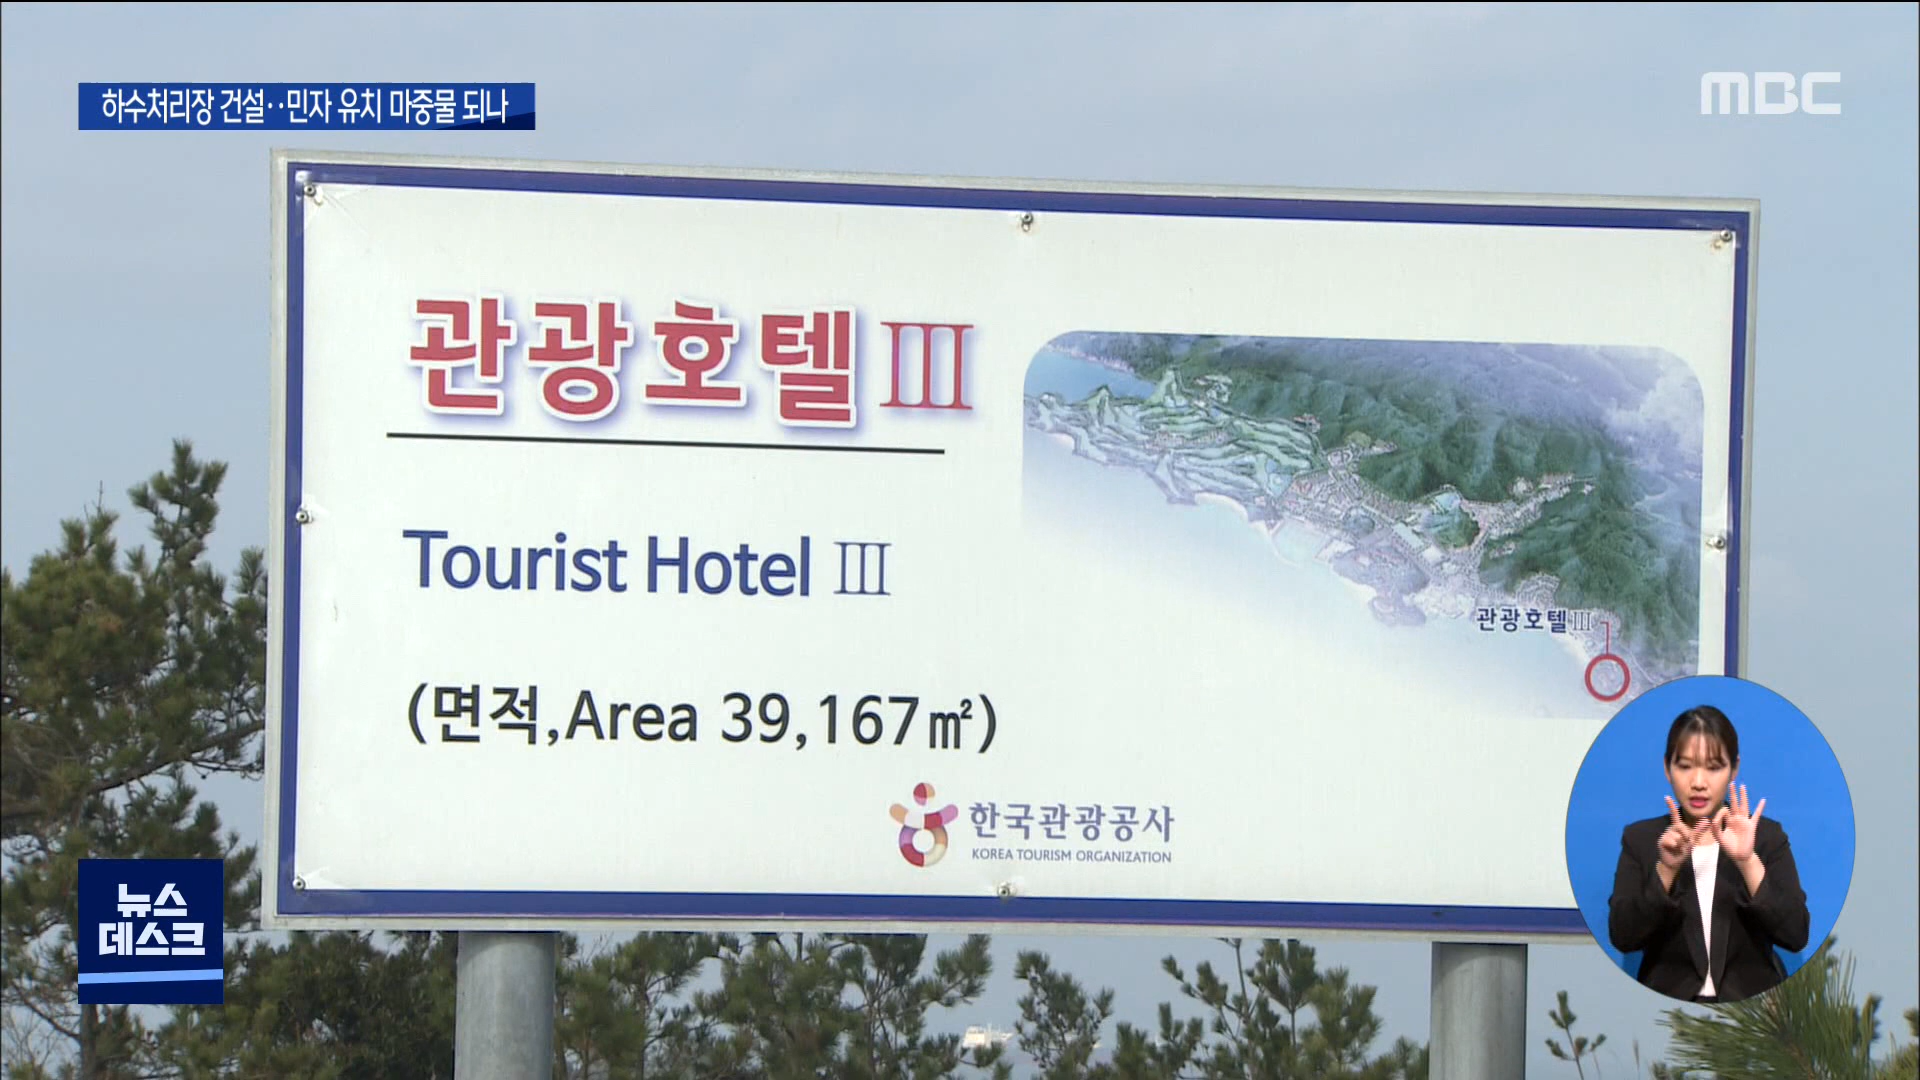 하수처리장 건설‥민자 유치 마중물 되나
MBC
관광호텔 Ⅲ
Tourist Hotel Ⅲ
(면적,Area 39,167㎡)
관광호텔Ⅲ
한국관광공사
KOREA TOURISM ORGANIZATION
뉴스
데스크